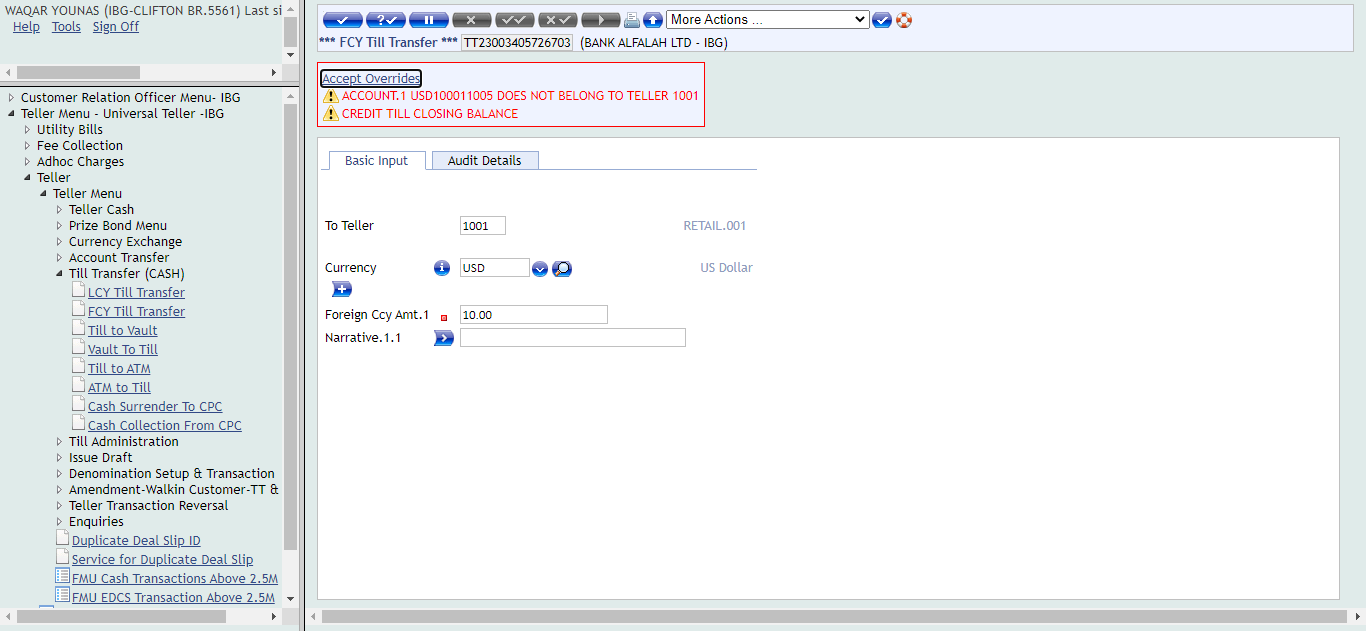 WAQAR YOUNAS (IBG-CLIFTON BR.5561) Last si
Help Tools Sign Off
Customer Relation Officer Menu- IBG
Teller Menu - Universal Teller -IBG
Utility Bills
Fee Collection
Adhoc Charges
Teller
Teller Menu
Teller Cash
Prize Bond Menu
Currency Exchange
Account Transfer
Till Transfer (CASH)
LCY Till Transfer
FCY Till Transfer
Till to Vault
Vault To Till
Till to ATM
ATM to Till
Cash Surrender To CPC
Cash Collection From CPC
Till Administration
Issue Draft
Denomination Setup & Transaction
Amendment-Walkin Customer-TT &
Teller Transaction Reversal
Enquiries
Duplicate Deal Slip ID
Service for Duplicate Deal Slip
FMU Cash Transactions Above 2.5M
FMU EDCS Transaction Above 2.5M
More Actions ...
*** FCY Till Transfer *** TT23003405726703 (BANK ALFALAH LTD - IBG)
Accept Overrides
ACCOUNT.1 USD100011005 DOES NOT BELONG TO TELLER 1001
CREDIT TILL CLOSING BALANCE
Basic Input Audit Details
To Teller 1001 RETAIL.001
Currency USD US Dollar
Foreign Ccy Amt.1 10.00
Narrative.1.1